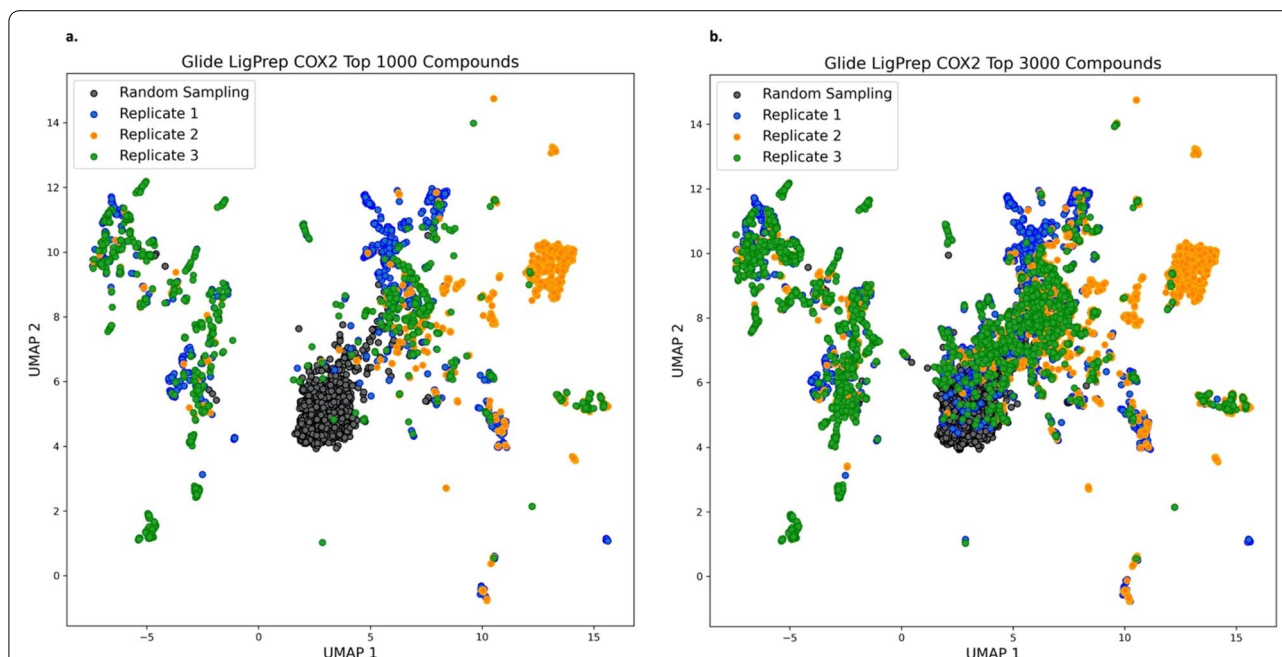 a.
Glide LigPrep COX2 Top 1000 Compounds
Random Sampling
Replicate 1
Replicate 2
Replicate 3
14
12
10
8
6
4
2
0
UMAP 2
−5
0
5
10
15
UMAP 1
b.
Glide LigPrep COX2 Top 3000 Compounds
Random Sampling
Replicate 1
Replicate 2
Replicate 3
14
12
10
8
6
4
2
0
UMAP 2
−5
0
5
10
15
UMAP 1